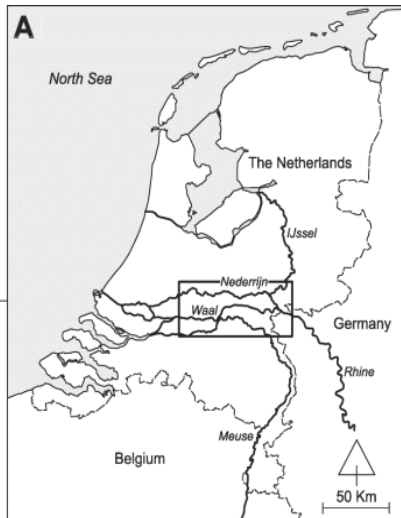 A
North Sea
The Netherlands
IJssel
Nederrijn
Waal
Germany
Rhine
Meuse
Belgium
50 Km